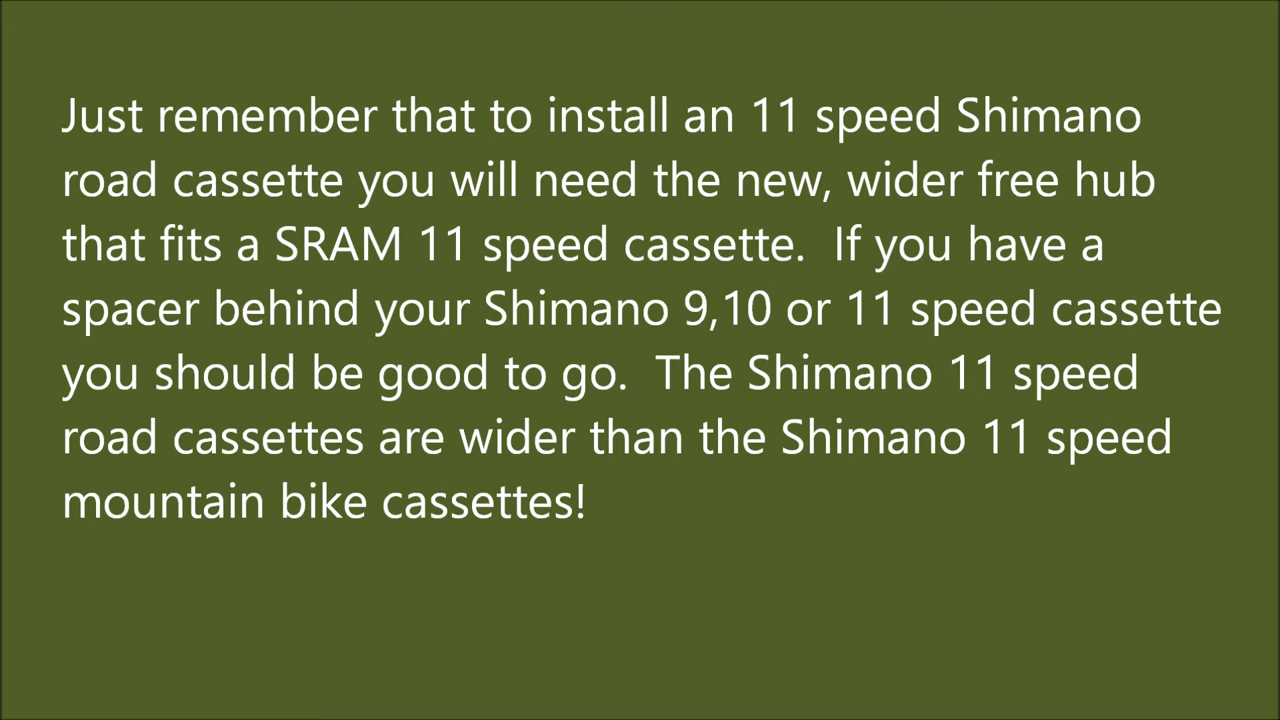 Just remember that to install an 11 speed Shimano
road cassette you will need the new, wider free hub
that fits a SRAM 11 speed cassette.  If you have a
spacer behind your Shimano 9,10 or 11 speed cassette
you should be good to go.  The Shimano 11 speed
road cassettes are wider than the Shimano 11 speed
mountain bike cassettes!